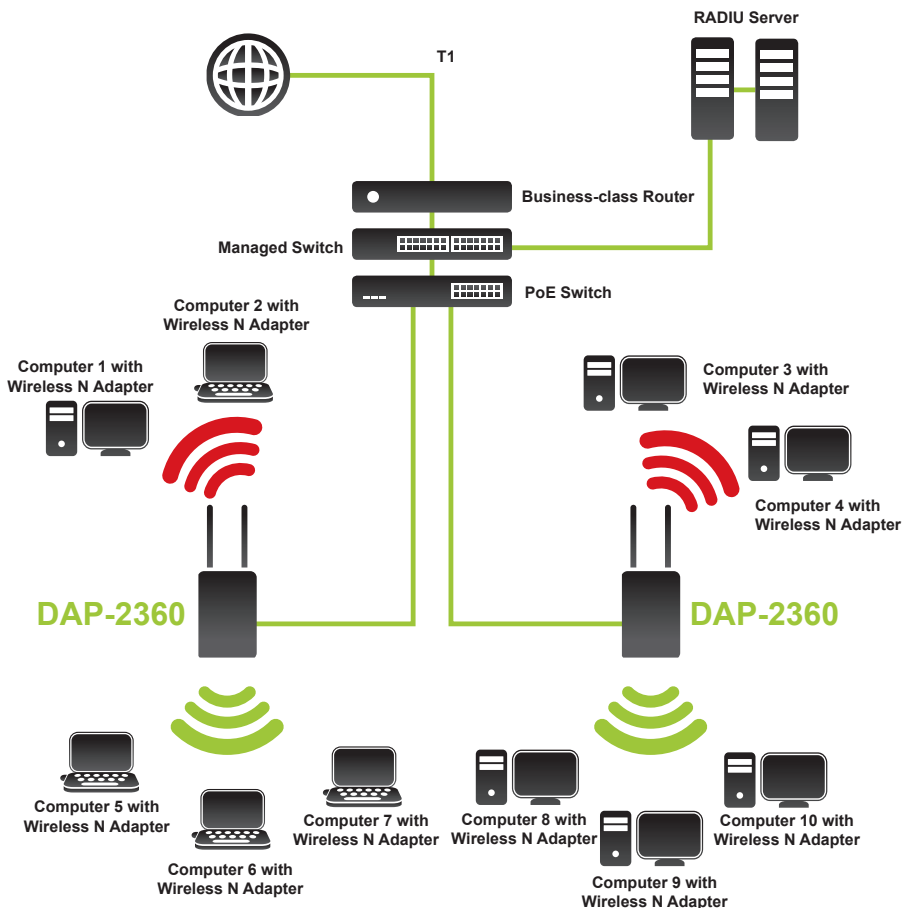 RADIU Server
T1
Business-class Router
Managed Switch
PoE Switch
Computer 2 with
Wireless N Adapter
Computer 1 with
Wireless N Adapter
Computer 3 with
Wireless N Adapter
Computer 4 with
Wireless N Adapter
DAP-2360
DAP-2360
Computer 5 with
Wireless N Adapter
Computer 6 with
Wireless N Adapter
Computer 7 with
Wireless N Adapter
Computer 8 with
Wireless N Adapter
Computer 9 with
Wireless N Adapter
Computer 10 with
Wireless N Adapter